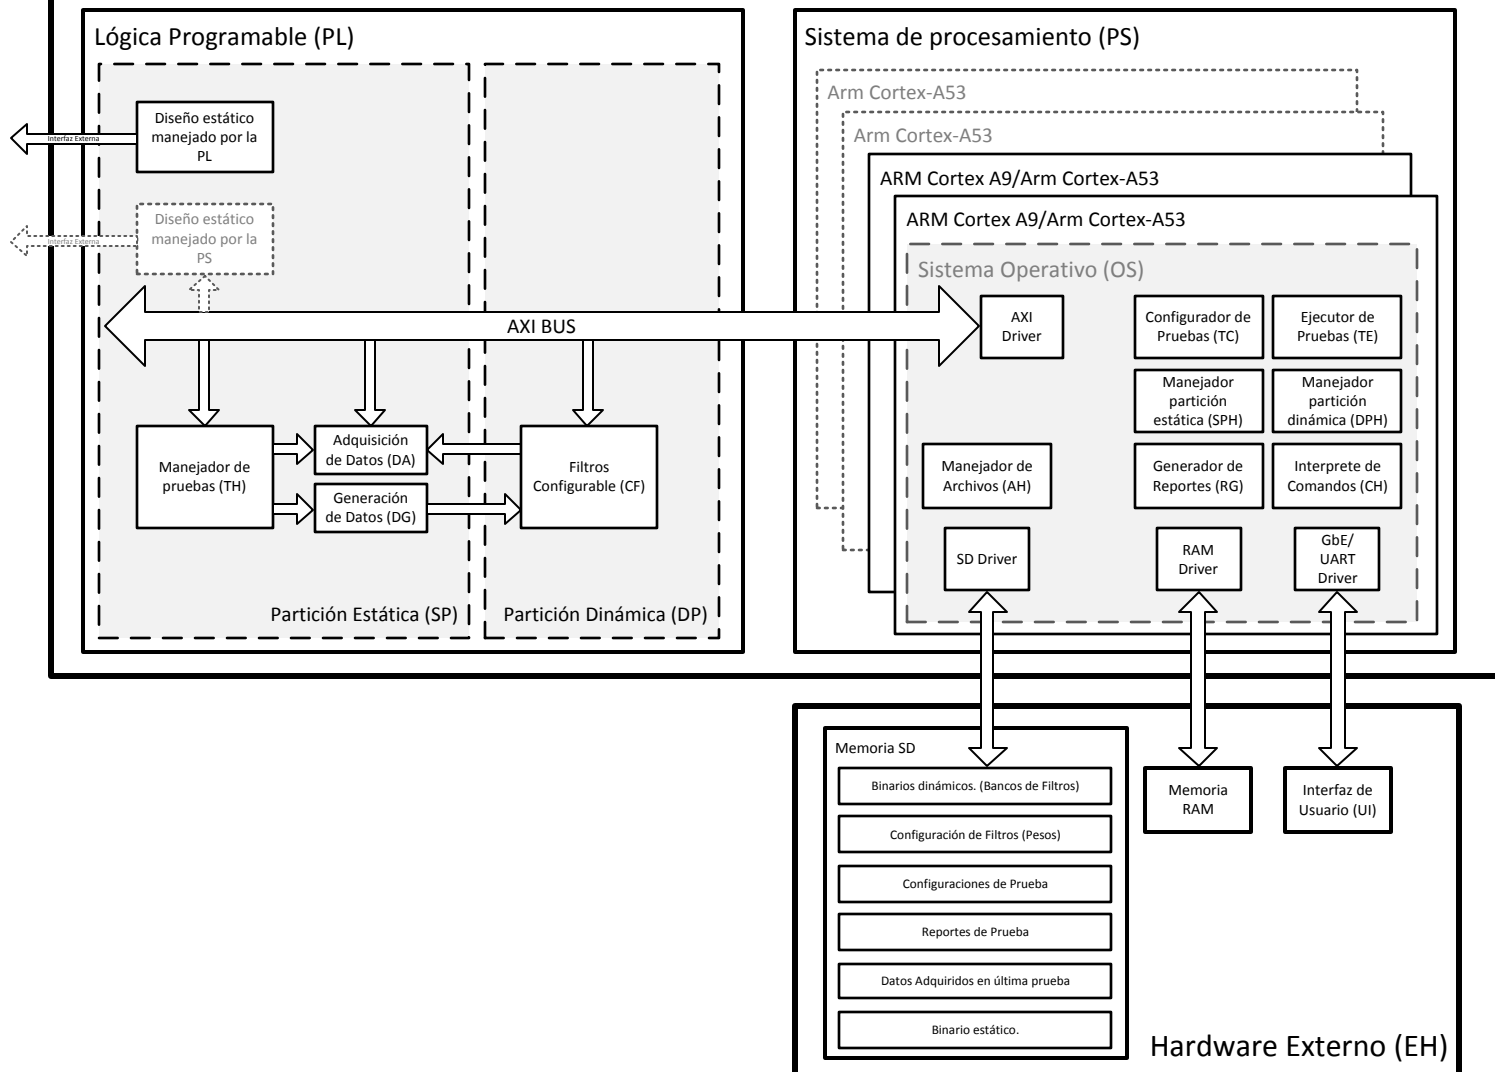 Lógica Programable (PL)
Diseño estático
manejado por la
PL
Interfaz Externa
Diseño estático
manejado por la
PS
Interfaz Externa
AXI BUS
Manejador de
pruebas (TH)
Adquisición
de Datos (DA)
Generación
de Datos (DG)
Filtros
Configurable (CF)
Partición Estática (SP)
Partición Dinámica (DP)
Sistema de procesamiento (PS)
Arm Cortex-A53
Arm Cortex-A53
ARM Cortex A9/Arm Cortex-A53
ARM Cortex A9/Arm Cortex-A53
Sistema Operativo (OS)
AXI
Driver
Configurador de
Pruebas (TC)
Ejecutor de
Pruebas (TE)
Manejador
partición
estática (SPH)
Manejador
partición
dinámica (DPH)
Manejador de
Archivos (AH)
Generador de
Reportes (RG)
Interprete de
Comandos (CH)
SD Driver
RAM
Driver
GbE/
UART
Driver
Memoria SD
Binarios dinámicos. (Bancos de Filtros)
Configuración de Filtros (Pesos)
Configuraciones de Prueba
Reportes de Prueba
Datos Adquiridos en última prueba
Binario estático.
Memoria
RAM
Interfaz de
Usuario (UI)
Hardware Externo (EH)